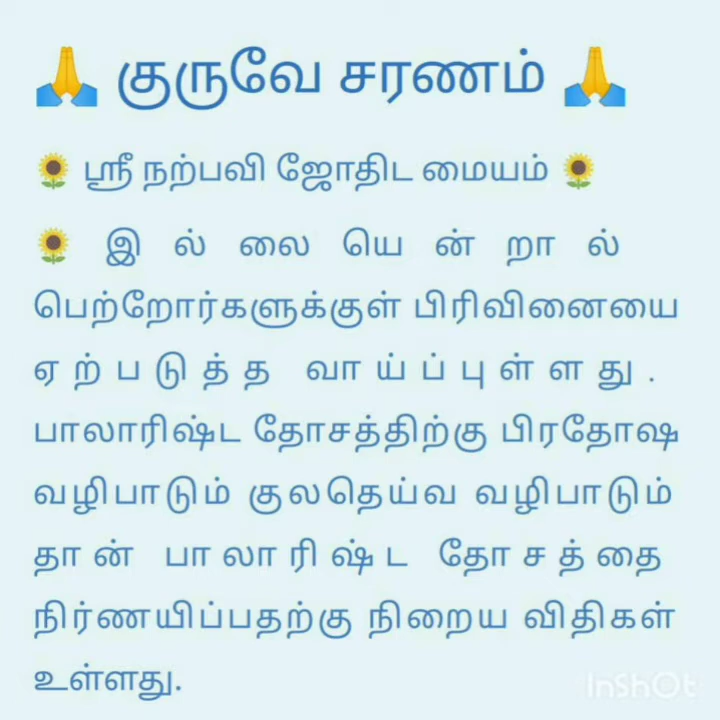 🙏 குருவே சரணம் 🙏
🌻 ஸ்ரீ நற்பவி ஜோதிட மையம் 🌻
🌻 இல்லையென்றால்
பெற்றோர்களுக்குள் பிரிவினையை
ஏற்படுத்த வாய்ப்புள்ளது.
பாலாரிஷ்ட தோசத்திற்கு பிரதோஷ
வழிபாடும் குலதெய்வ வழிபாடும்
தான் பாலாரிஷ்ட தோசத்தை
நிர்ணயிப்பதற்கு நிறைய விதிகள்
உள்ளது.
InShOt